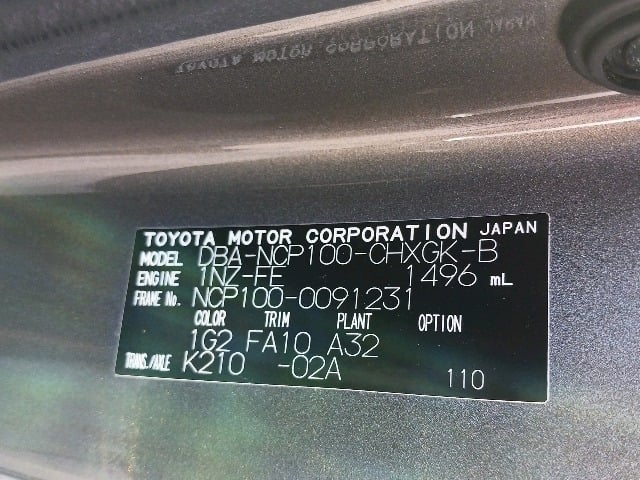 TOYOTA MOTOR CORPORATION JAPAN
MODEL DBA-NCP100-CHXGK-B
ENGINE 1NZ-FE 1496 mL
FRAME No. NCP100-0091231
COLOR TRIM PLANT OPTION
1G2 FA10 A32
TRANS./AXLE K210 -02A
110